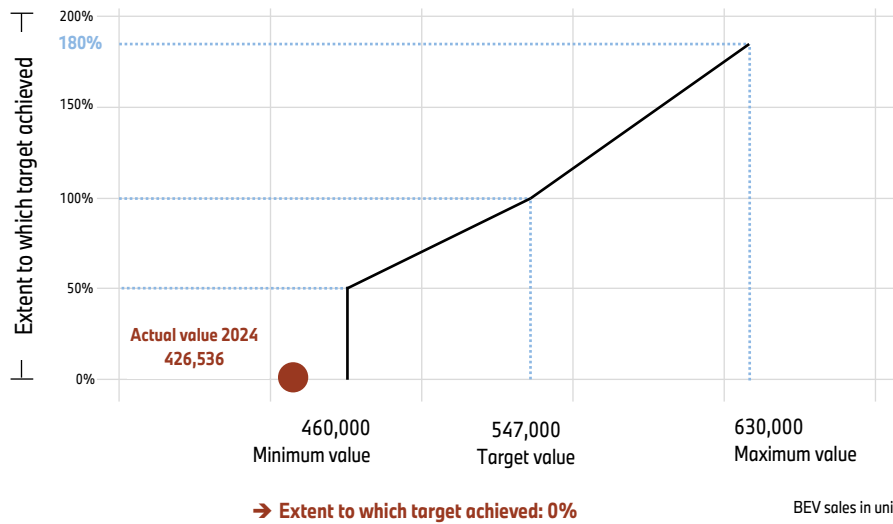 Extent to which target achieved
200%
180%
150%
100%
50%
0%
Actual value 2024
426,536
460,000
Minimum value
547,000
Target value
630,000
Maximum value
➔ Extent to which target achieved: 0%
BEV sales in